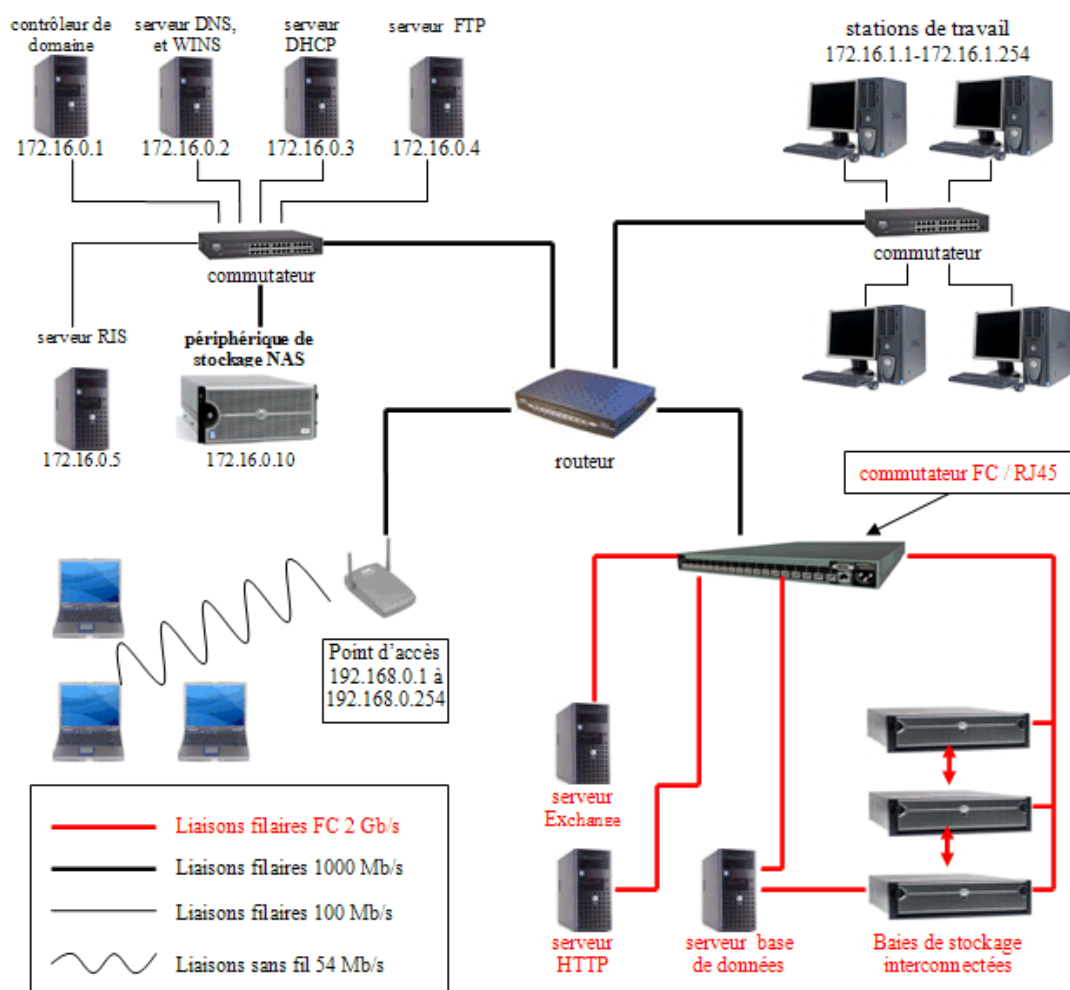 contrôleur de
domaine
serveur DNS,
et WINS
serveur
DHCP
serveur FTP
172.16.0.1
172.16.0.2
172.16.0.3
172.16.0.4
stations de travail
172.16.1.1-172.16.1.254
commutateur
commutateur
serveur RIS
172.16.0.5
périphérique de
stockage NAS
172.16.0.10
routeur
commutateur FC / RJ45
Point d'accès
192.168.0.1 à
192.168.0.254
serveur
Exchange
serveur
HTTP
serveur base
de données
Baies de stockage
interconnectées
Liaisons filaires FC 2 Gb/s
Liaisons filaires 1000 Mb/s
Liaisons filaires 100 Mb/s
Liaisons sans fil 54 Mb/s